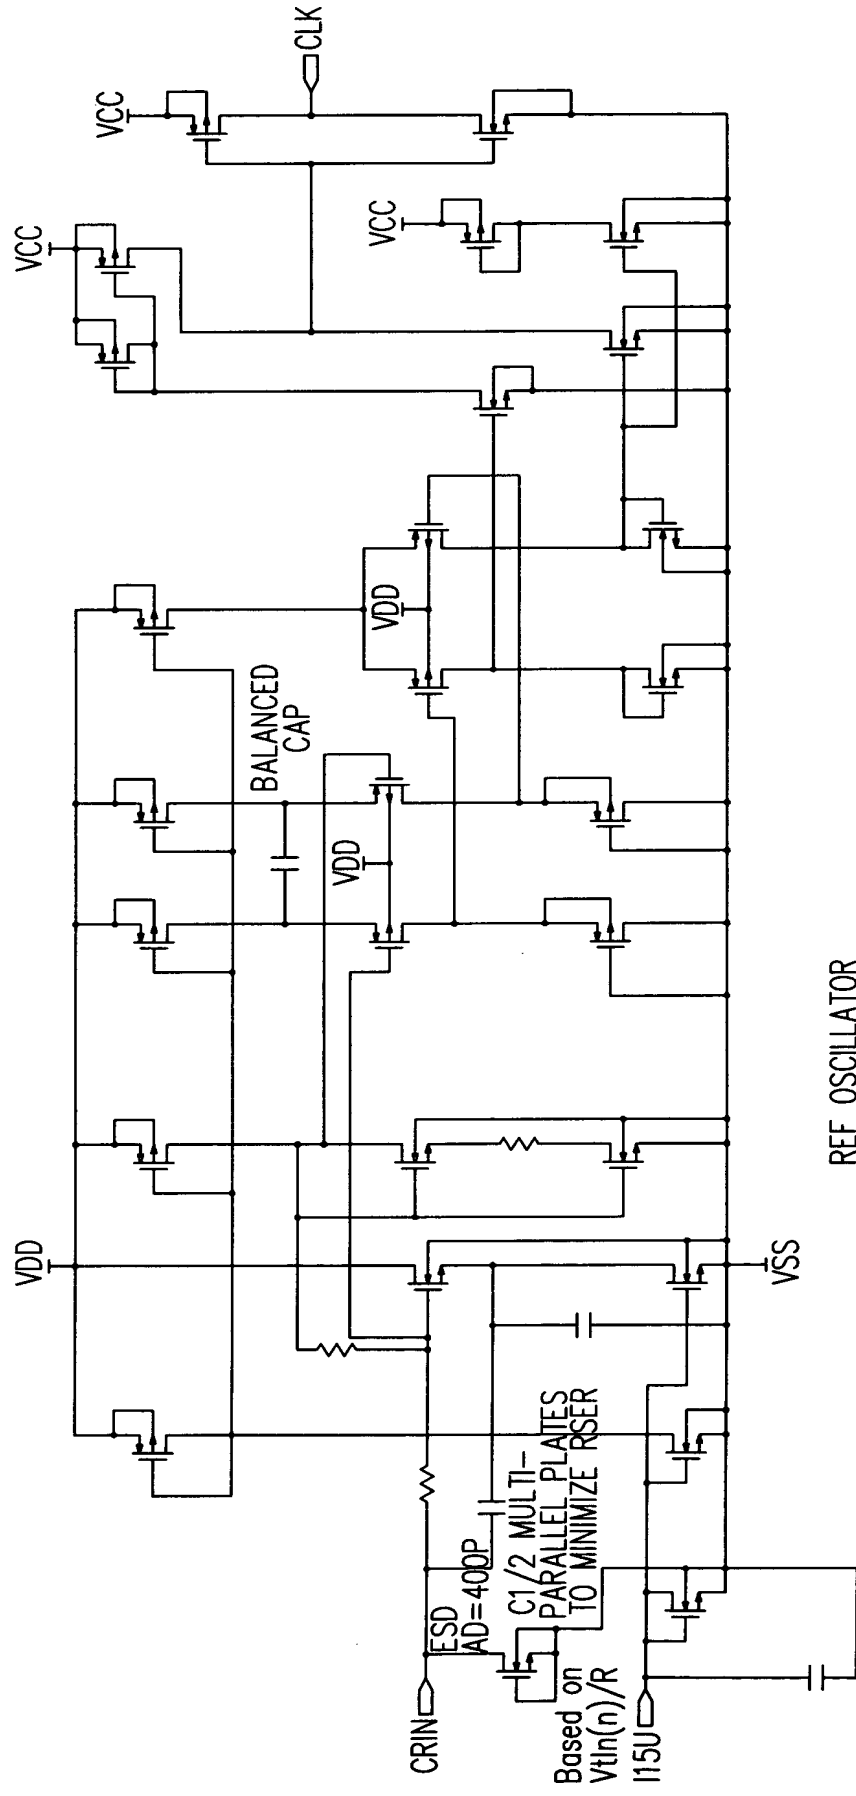 VCC
CLK
VCC
VCC
VDD
BALANCED
CAP
VDD
VDD
CRIN
ESD
AD=400P
C1/2 MULTI-
PARALLEL PLATES
TO MINIMIZE RSER
Based on
Vtln(n)/R
I15U
VSS
REF OSCILLATOR